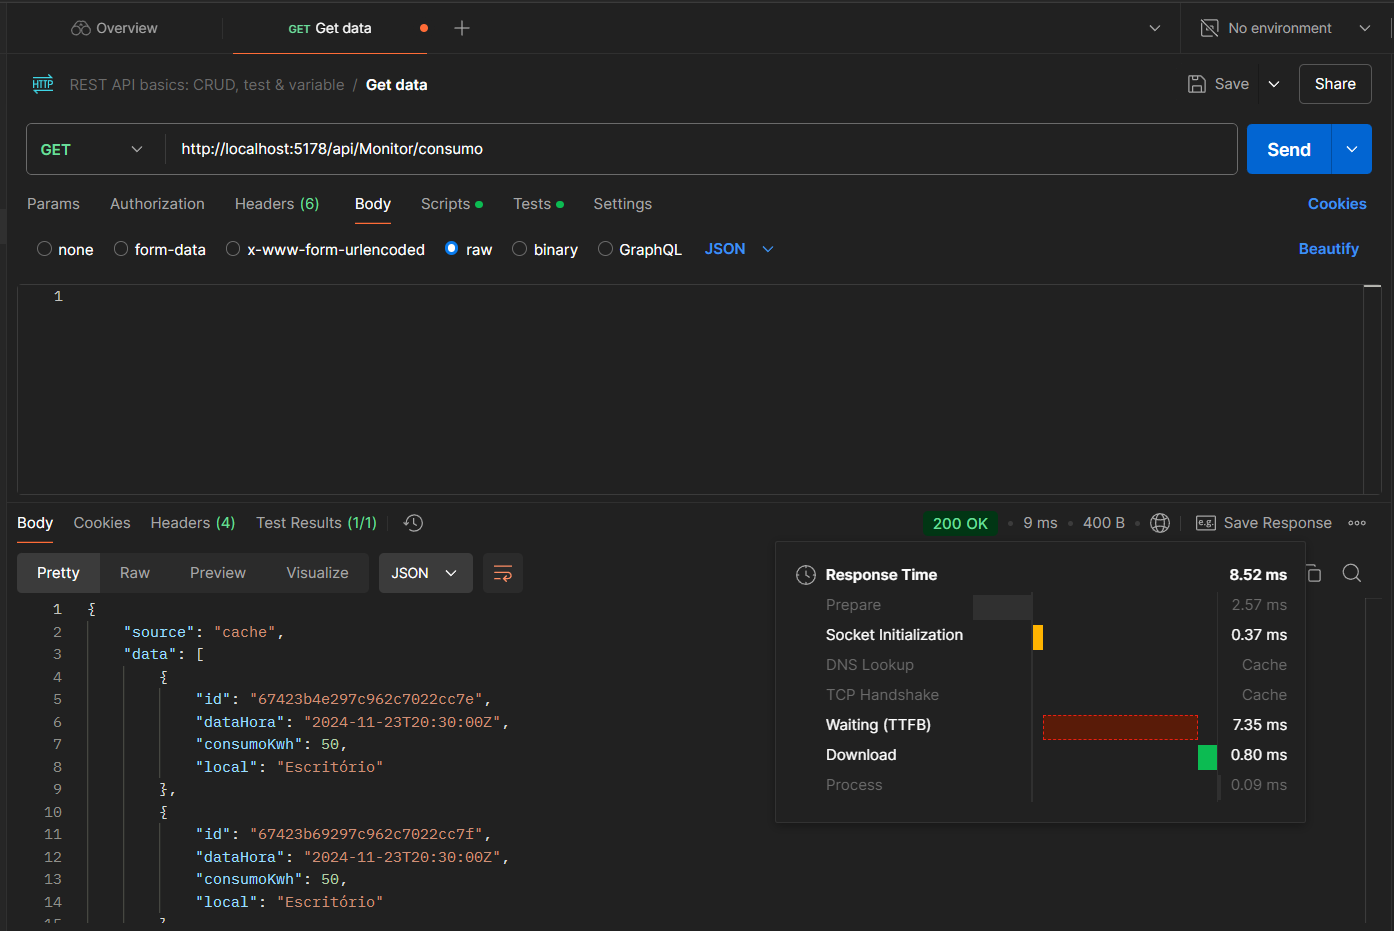 Overview GET Get data No environment
HTTP REST API basics: CRUD, test & variable / Get data Save Share
GET http://localhost:5178/api/Monitor/consumo Send
Params Authorization Headers (6) Body Scripts Tests Settings Cookies
none form-data x-www-form-urlencoded raw binary GraphQL JSON Beautify
1
Body Cookies Headers (4) Test Results (1/1) 200 OK 9 ms 400 B e.g. Save Response
Pretty Raw Preview Visualize JSON
Response Time 8.52 ms
Prepare 2.57 ms
Socket Initialization 0.37 ms
DNS Lookup Cache
TCP Handshake Cache
Waiting (TTFB) 7.35 ms
Download 0.80 ms
Process 0.09 ms
1 {
2 "source": "cache",
3 "data": [
4 {
5 "id": "67423b4e297c962c7022cc7e",
6 "dataHora": "2024-11-23T20:30:00Z",
7 "consumoKwh": 50,
8 "local": "Escritório"
9 },
10 {
11 "id": "67423b69297c962c7022cc7f",
12 "dataHora": "2024-11-23T20:30:00Z",
13 "consumoKwh": 50,
14 "local": "Escritório"
15 }